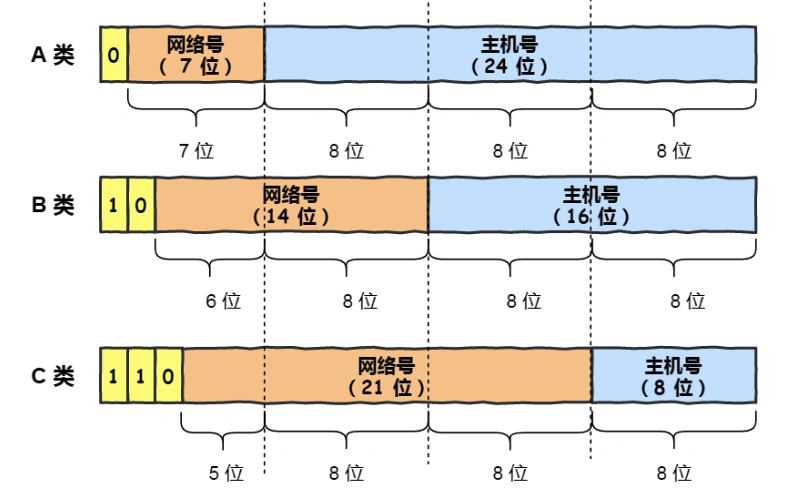 A 类
0
网络号
( 7 位 )
主机号
( 24 位 )
7 位
8 位
8 位
8 位
B 类
1 0
网络号
( 14 位 )
主机号
( 16 位 )
6 位
8 位
8 位
8 位
C 类
1 1 0
网络号
( 21 位 )
主机号
( 8 位 )
5 位
8 位
8 位
8 位